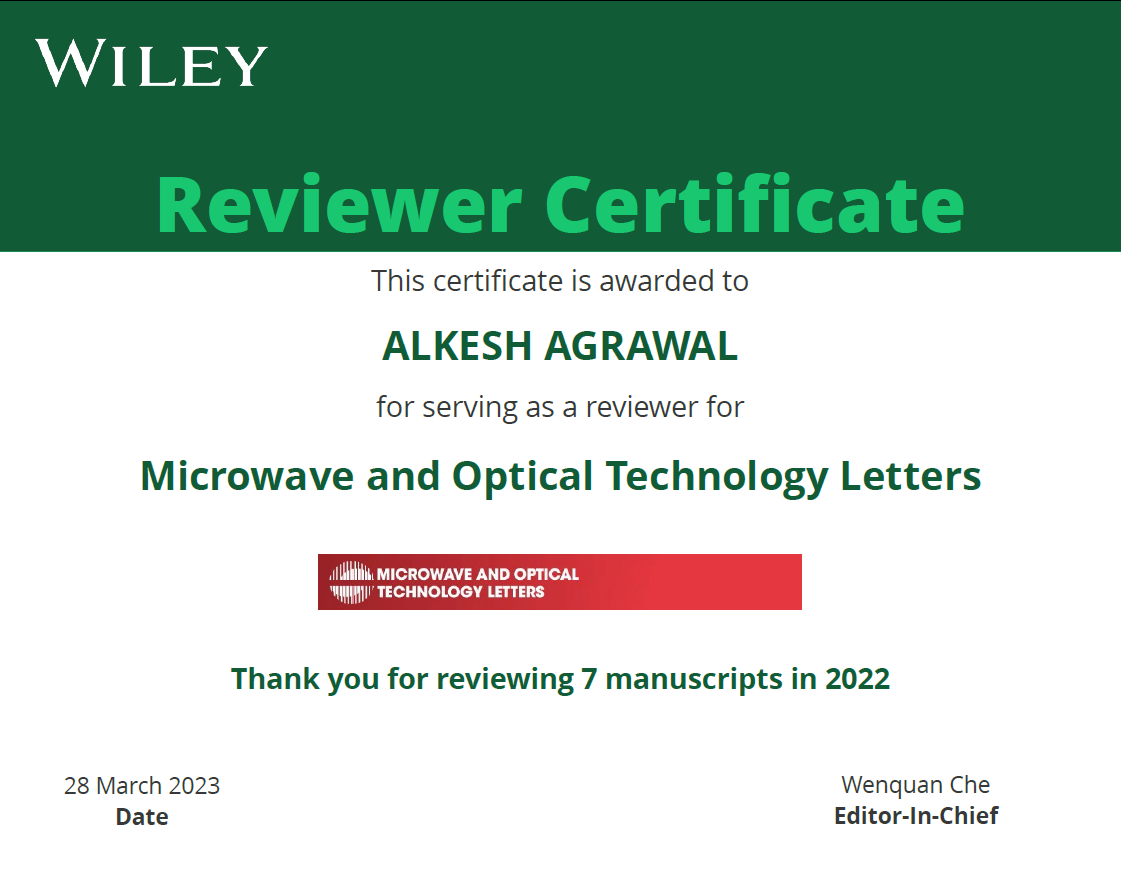 WILEY
Reviewer Certificate
This certificate is awarded to
ALKESH AGRAWAL
for serving as a reviewer for
Microwave and Optical Technology Letters
MICROWAVE AND OPTICAL
TECHNOLOGY LETTERS
Thank you for reviewing 7 manuscripts in 2022
28 March 2023
Date
Wenquan Che
Editor-In-Chief